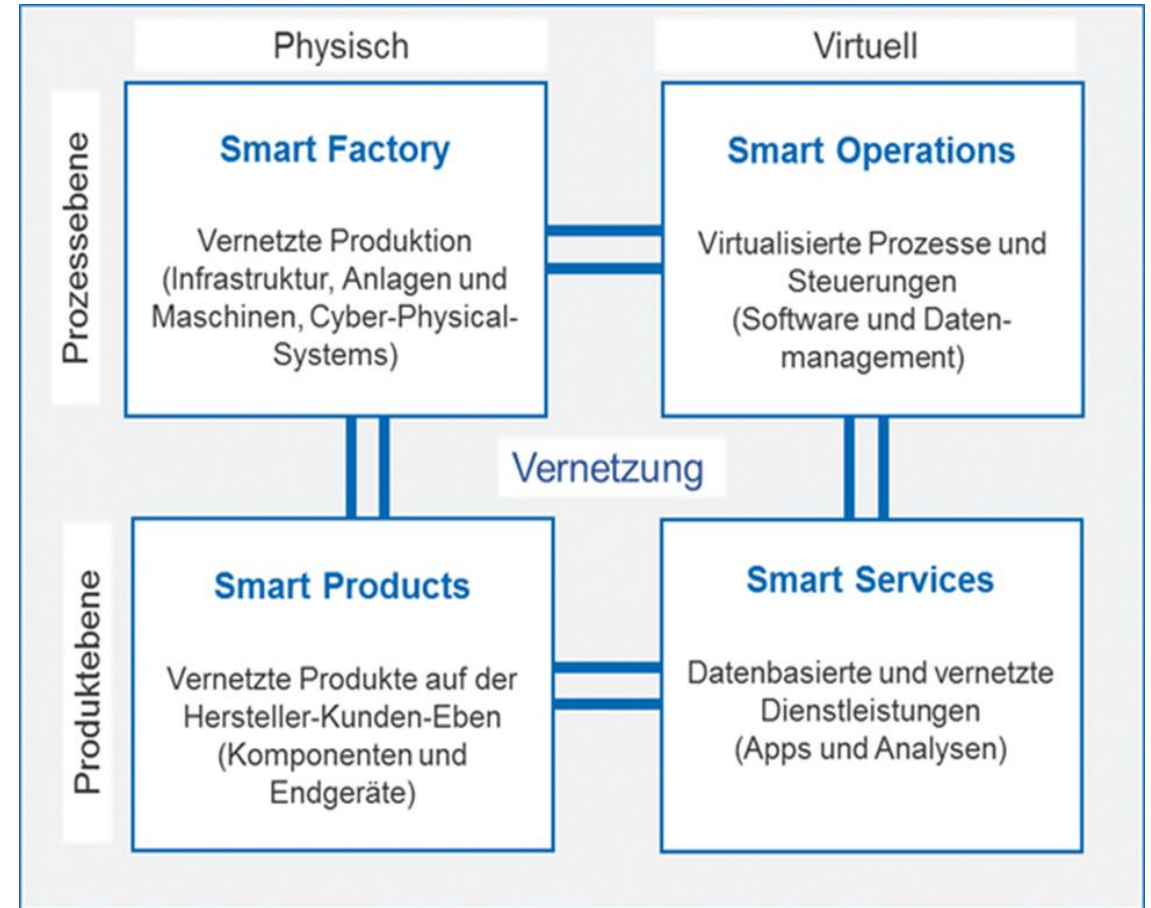 Physisch
Virtuell
Prozessebene
Smart Factory
Vernetzte Produktion
(Infrastruktur, Anlagen und
Maschinen, Cyber-Physical-
Systems)
Smart Operations
Virtualisierte Prozesse und
Steuerungen
(Software und Daten-
management)
Vernetzung
Produktebene
Smart Products
Vernetzte Produkte auf der
Hersteller-Kunden-Eben
(Komponenten und
Endgeräte)
Smart Services
Datenbasierte und vernetzte
Dienstleistungen
(Apps und Analysen)